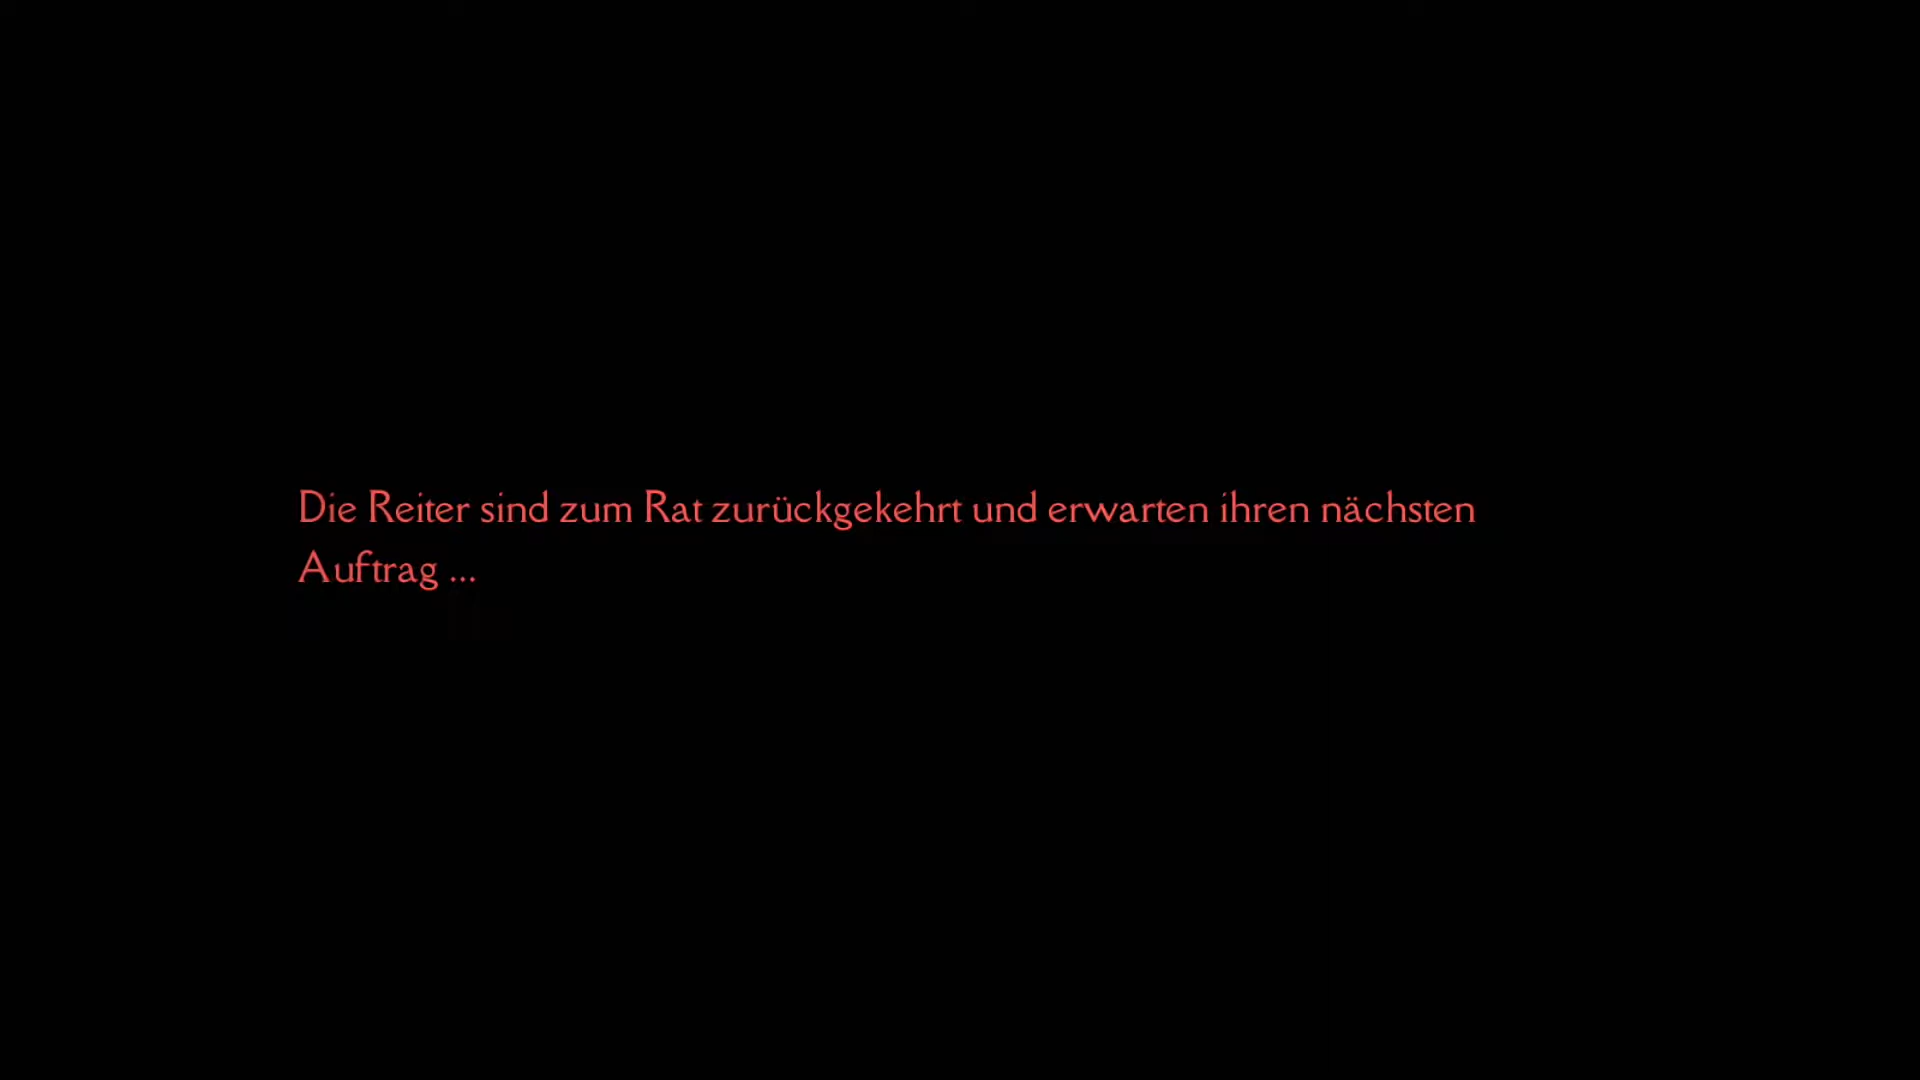 Die Reiter sind zum Rat zurückgekehrt und erwarten ihren nächsten
Auftrag ...